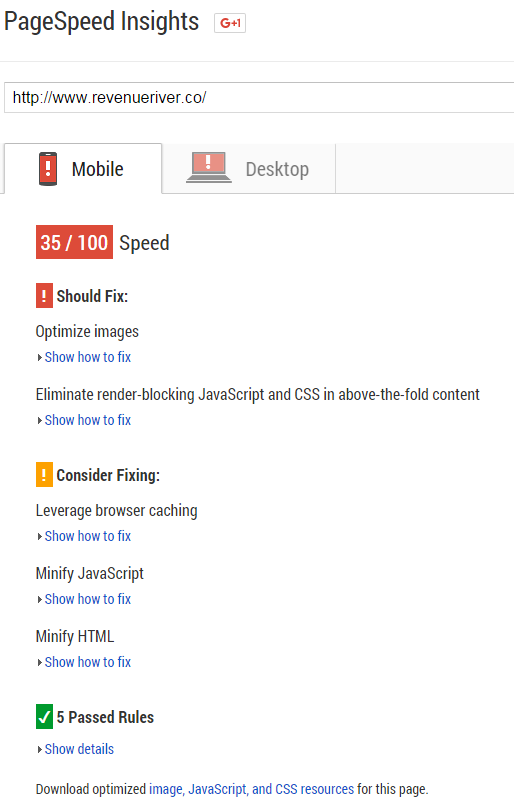 PageSpeed Insights G+1
http://www.revenueriver.co/
! Mobile ! Desktop
35 / 100 Speed
! Should Fix:
Optimize images
Show how to fix
Eliminate render-blocking JavaScript and CSS in above-the-fold content
Show how to fix
! Consider Fixing:
Leverage browser caching
Show how to fix
Minify JavaScript
Show how to fix
Minify HTML
Show how to fix
5 Passed Rules
Show details
Download optimized image, JavaScript, and CSS resources for this page.